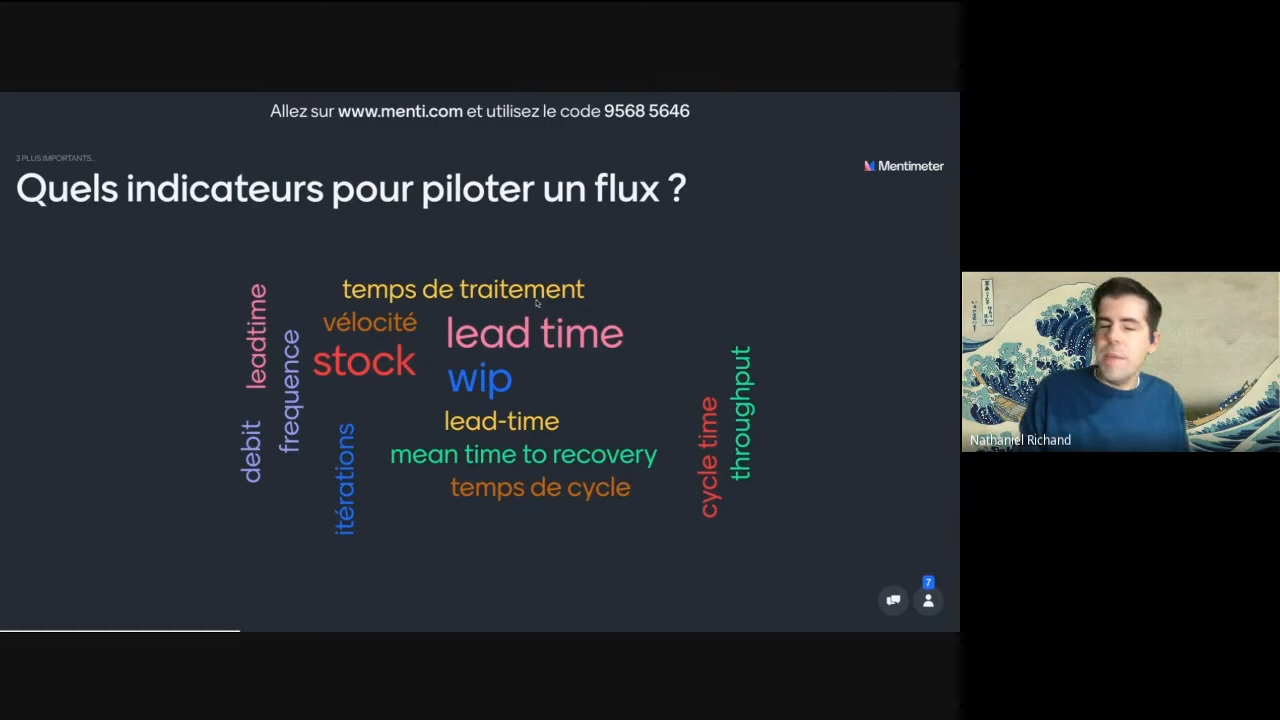 Allez sur www.menti.com et utilisez le code 9568 5646
3 PLUS IMPORTANTS...
Mentimeter
Quels indicateurs pour piloter un flux ?
leadtime
temps de traitement
vélocité
lead time
frequence
stock
wip
throughput
debit
lead-time
cycle time
itérations
mean time to recovery
temps de cycle
Nathaniel Richand
7